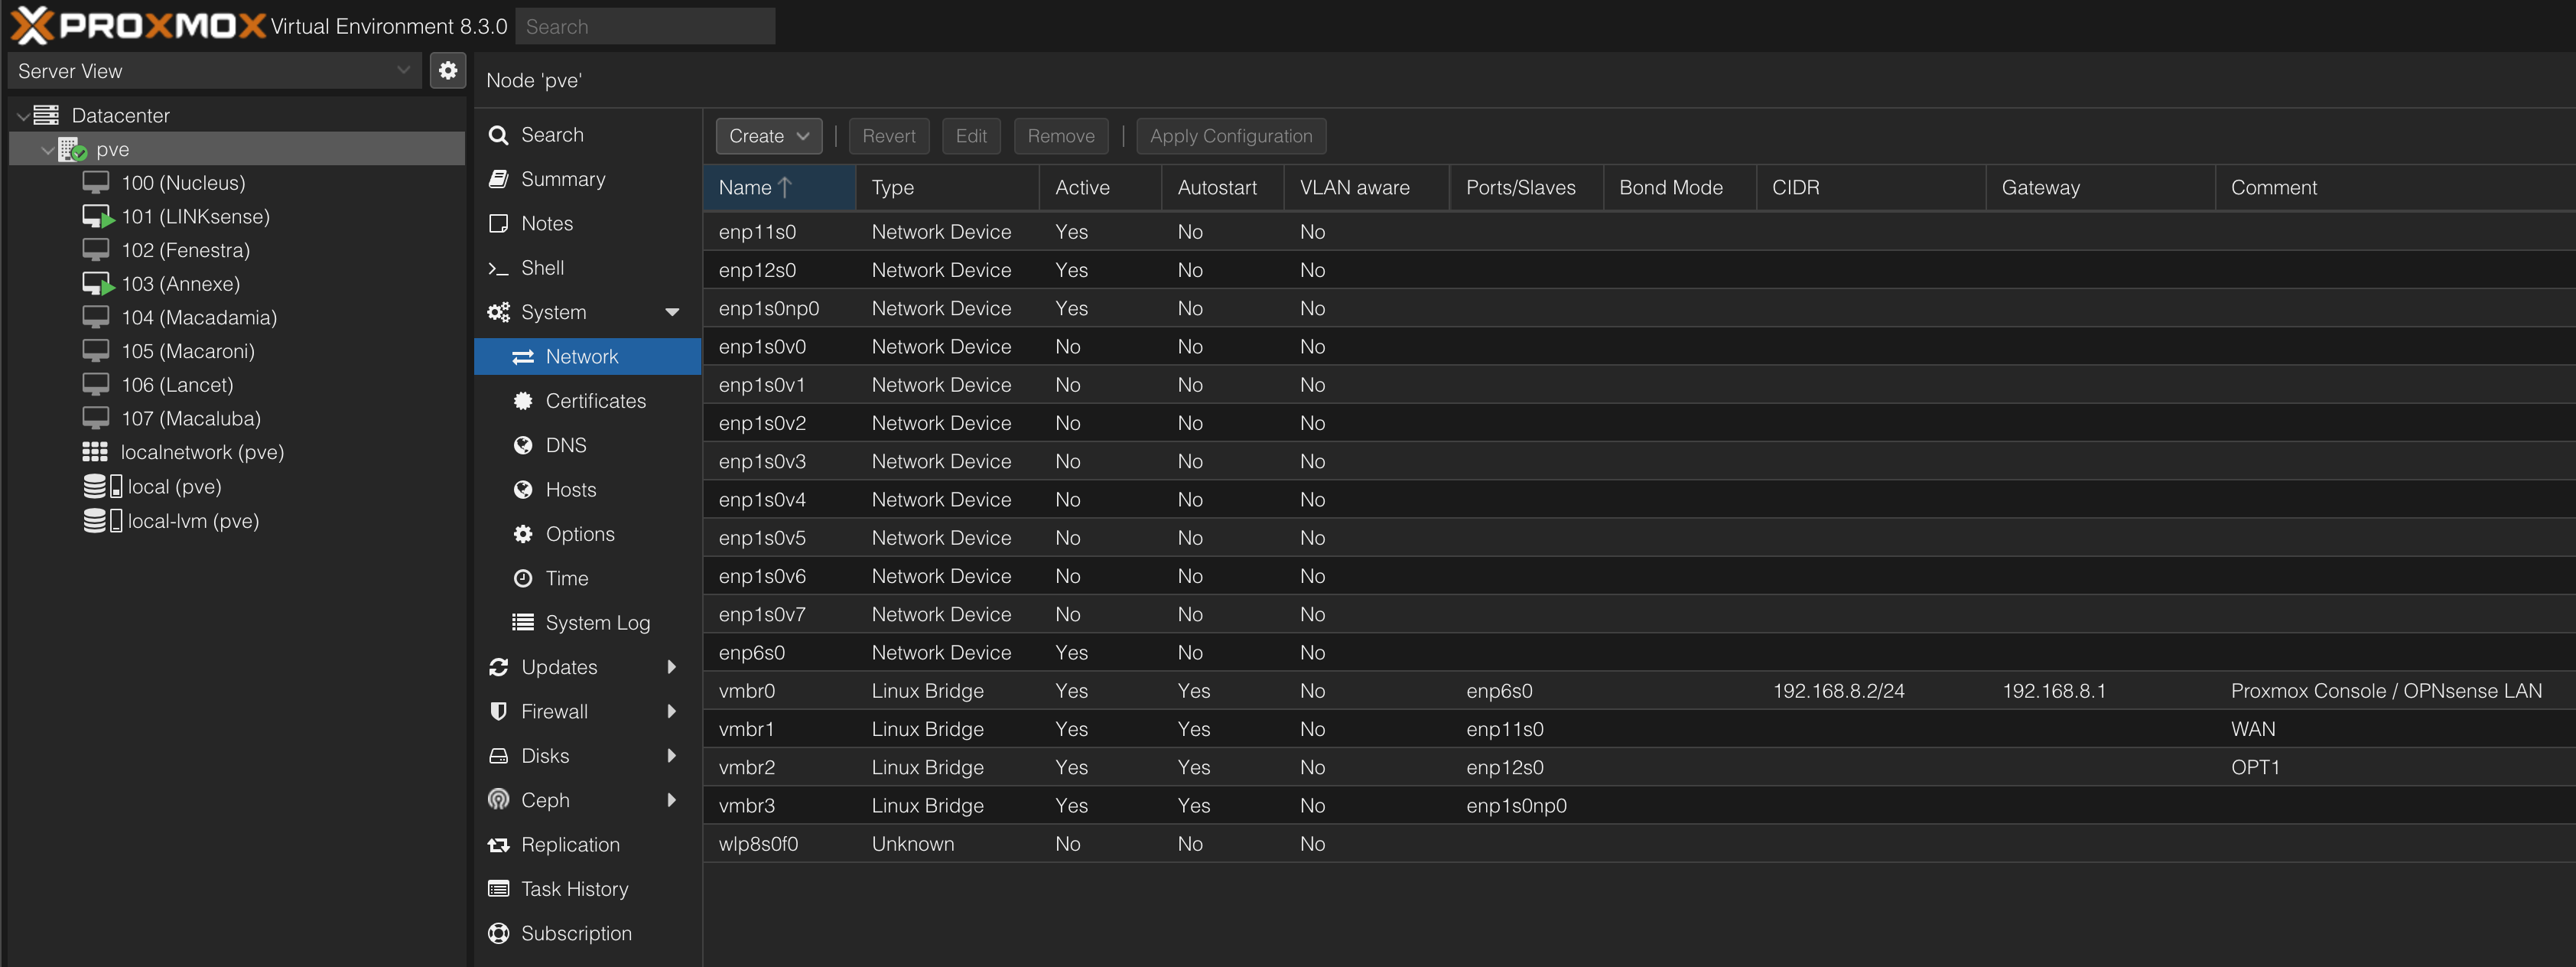 PROXMOX Virtual Environment 8.3.0 Search
Server View
Datacenter
pve
100 (Nucleus)
101 (LINKsense)
102 (Fenestra)
103 (Annexe)
104 (Macadamia)
105 (Macaroni)
106 (Lancet)
107 (Macaluba)
localnetwork (pve)
local (pve)
local-lvm (pve)
Node 'pve'
Search
Summary
Notes
Shell
System
Network
Certificates
DNS
Hosts
Options
Time
System Log
Updates
Firewall
Disks
Ceph
Replication
Task History
Subscription
Create Revert Edit Remove Apply Configuration
Name Type Active Autostart VLAN aware Ports/Slaves Bond Mode CIDR Gateway Comment
enp11s0 Network Device Yes No No
enp12s0 Network Device Yes No No
enp1s0np0 Network Device Yes No No
enp1s0v0 Network Device No No No
enp1s0v1 Network Device No No No
enp1s0v2 Network Device No No No
enp1s0v3 Network Device No No No
enp1s0v4 Network Device No No No
enp1s0v5 Network Device No No No
enp1s0v6 Network Device No No No
enp1s0v7 Network Device No No No
enp6s0 Network Device Yes No No
vmbr0 Linux Bridge Yes Yes No enp6s0 192.168.8.2/24 192.168.8.1 Proxmox Console / OPNsense LAN
vmbr1 Linux Bridge Yes Yes No enp11s0 WAN
vmbr2 Linux Bridge Yes Yes No enp12s0 OPT1
vmbr3 Linux Bridge Yes Yes No enp1s0np0
wlp8s0f0 Unknown No No No